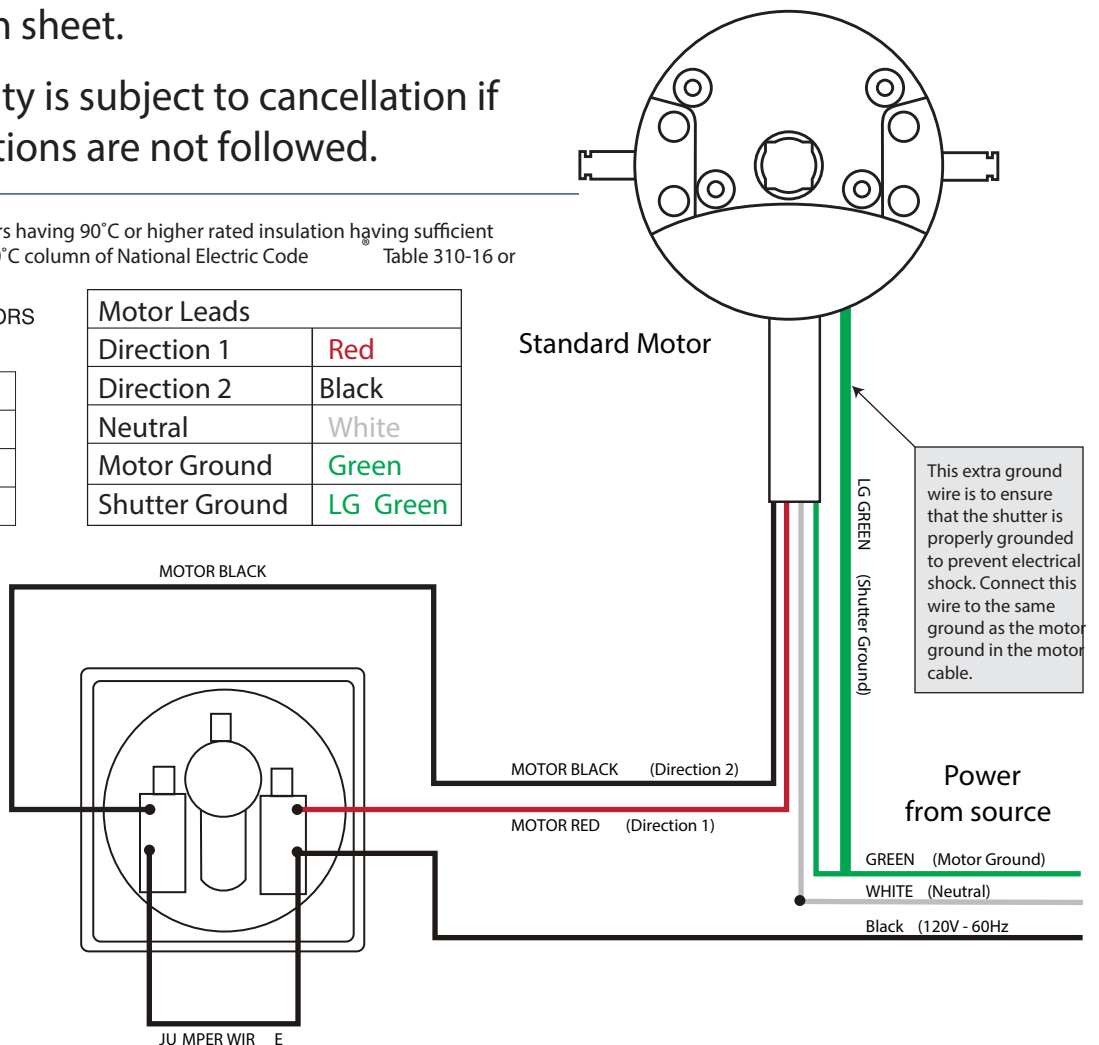 n sheet.
ty is subject to cancellation if
tions are not followed.
rs having 90˚C or higher rated insulation having sufficient
0˚C column of National Electric Code ® Table 310-16 or
ORS
Motor Leads
Direction 1 Red
Direction 2 Black
Neutral White
Motor Ground Green
Shutter Ground LG Green
Standard Motor
LG GREEN (Shutter Ground)
This extra ground
wire is to ensure
that the shutter is
properly grounded
to prevent electrical
shock. Connect this
wire to the same
ground as the motor
ground in the motor
cable.
MOTOR BLACK
MOTOR BLACK (Direction 2)
MOTOR RED (Direction 1)
Power
from source
GREEN (Motor Ground)
WHITE (Neutral)
Black (120V - 60Hz
JU MPER WIR E